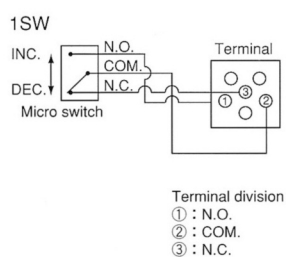 1SW
INC.
N.O.
COM.
DEC.
N.C.
Micro switch
Terminal
③
①
②
Terminal division
① : N.O.
② : COM.
③ : N.C.